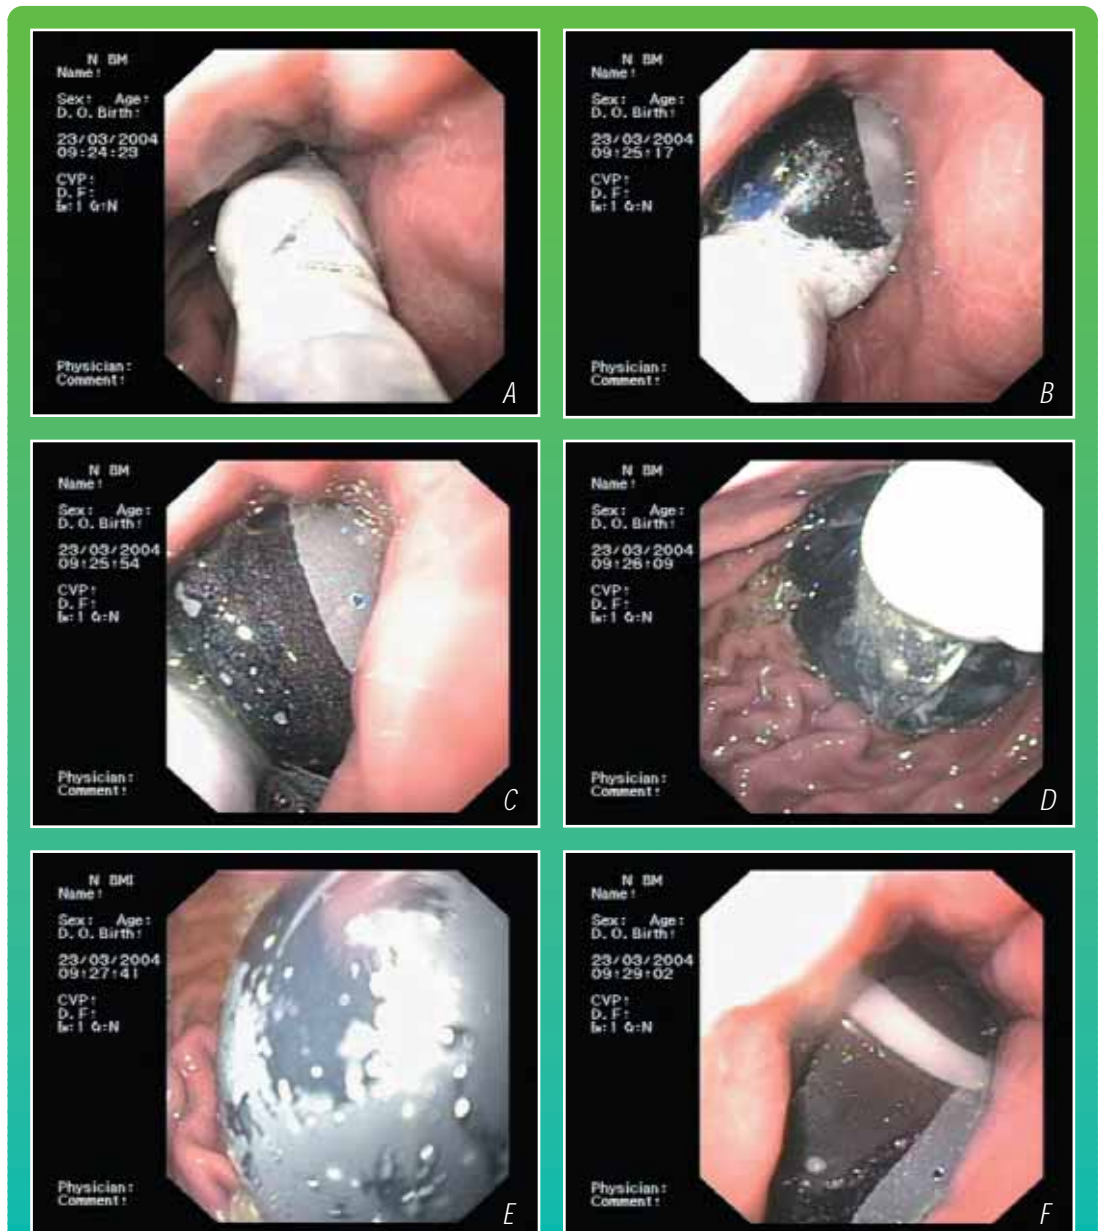 N BM
Name:
Sex: Age:
D.O.Birth:
23/03/2004
09:24:23
CVP:
D.F:
Physician:
Comment:
A
N BM
Name:
Sex: Age:
D.O.Birth:
23/03/2004
09:25:17
CVP:
D.F:
Physician:
Comment:
B
N BM
Name:
Sex: Age:
D.O.Birth:
23/03/2004
09:25:54
CVP:
D.F:
Physician:
Comment:
C
N BM
Name:
Sex: Age:
D.O.Birth:
23/03/2004
09:26:09
CVP:
D.F:
Physician:
Comment:
D
N BMI
Name:
Sex: Age:
D.O.Birth:
23/03/2004
09:27:41
CVP:
D.F:
Physician:
Comment:
E
N BM
Name:
Sex: Age:
D.O.Birth:
23/03/2004
09:29:02
CVP:
D.F:
Physician:
Comment:
F